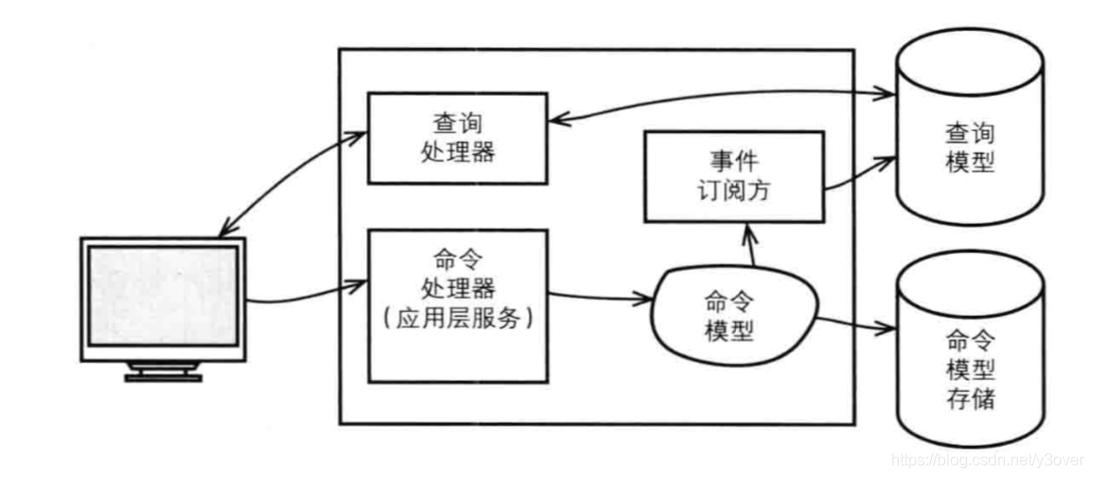 查询
处理器
事件
订阅方
查询
模型
命令
处理器
(应用层服务)
命令
模型
命令
模型
存储
https://blog.csdn.net/y3over